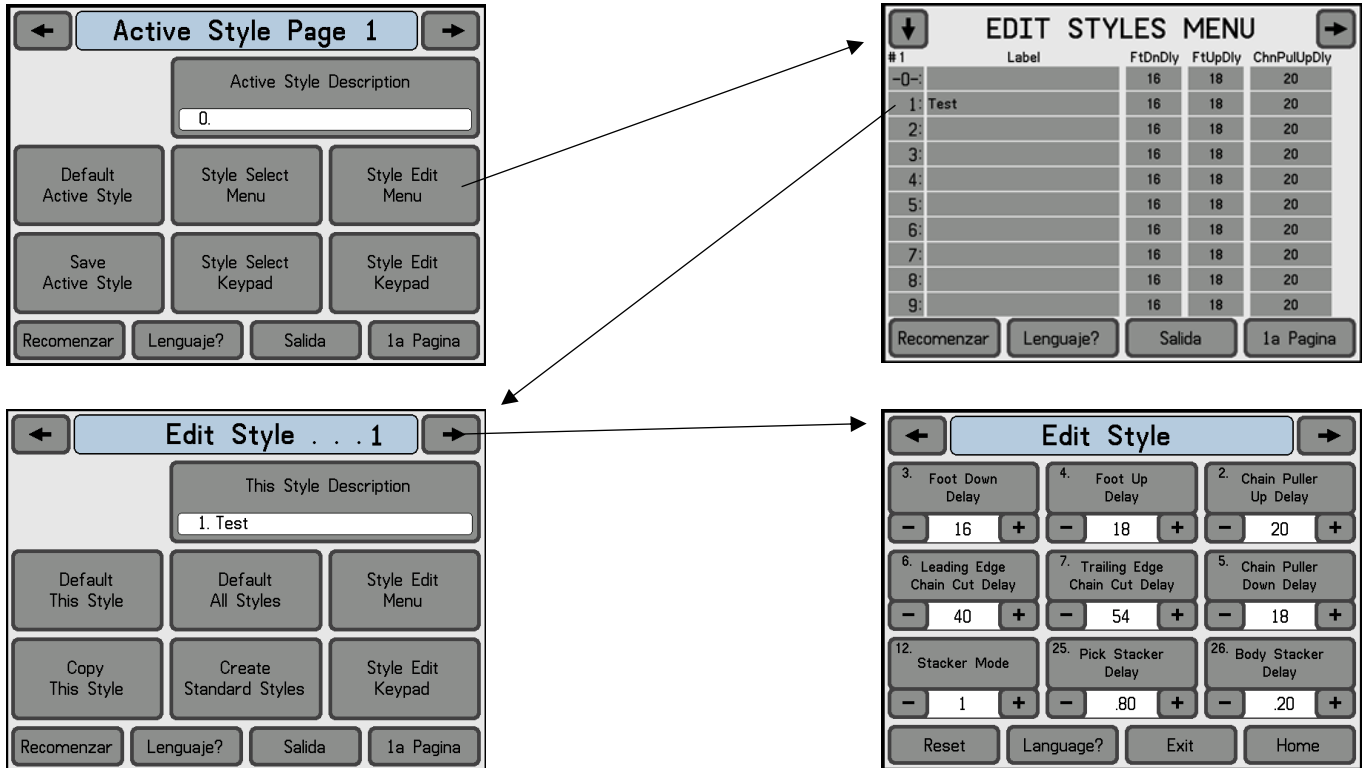 Active Style Page 1
Active Style Description
0.
Default
Active Style
Style Select
Menu
Style Edit
Menu
Save
Active Style
Style Select
Keypad
Style Edit
Keypad
Recomenzar Lenguaje? Salida 1a Pagina
EDIT STYLES MENU
#1 Label FtDnDly FtUpDly ChnPulUpDly
-0-: 16 18 20
1: Test 16 18 20
2: 16 18 20
3: 16 18 20
4: 16 18 20
5: 16 18 20
6: 16 18 20
7: 16 18 20
8: 16 18 20
9: 16 18 20
Recomenzar Lenguaje? Salida 1a Pagina
Edit Style . . . 1
This Style Description
1. Test
Default
This Style
Default
All Styles
Style Edit
Menu
Copy
This Style
Create
Standard Styles
Style Edit
Keypad
Recomenzar Lenguaje? Salida 1a Pagina
Edit Style
3. Foot Down
Delay
- 16 +
4. Foot Up
Delay
- 18 +
2. Chain Puller
Up Delay
- 20 +
6. Leading Edge
Chain Cut Delay
- 40 +
7. Trailing Edge
Chain Cut Delay
- 54 +
5. Chain Puller
Down Delay
- 18 +
12. Stacker Mode
- 1 +
25. Pick Stacker
Delay
- .80 +
26. Body Stacker
Delay
- .20 +
Reset Language? Exit Home